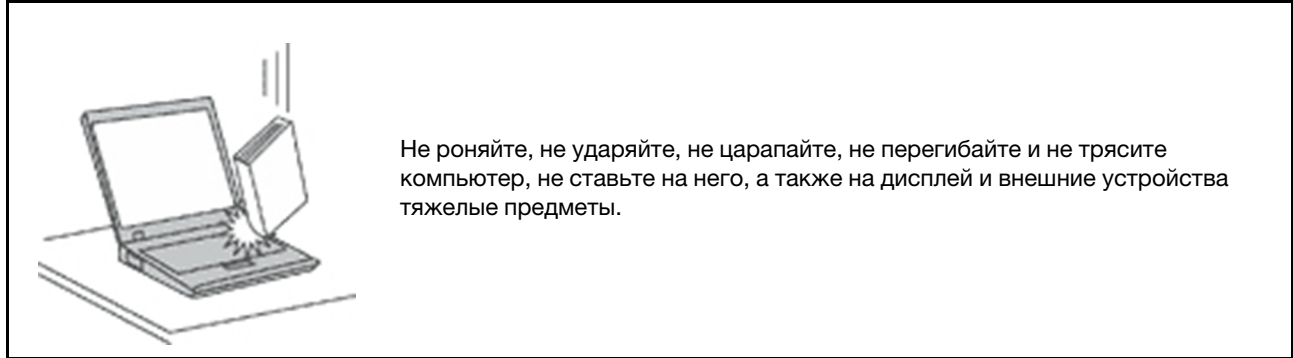 Не роняйте, не ударяйте, не царапайте, не перегибайте и не трясите
компьютер, не ставьте на него, а также на дисплей и внешние устройства
тяжелые предметы.